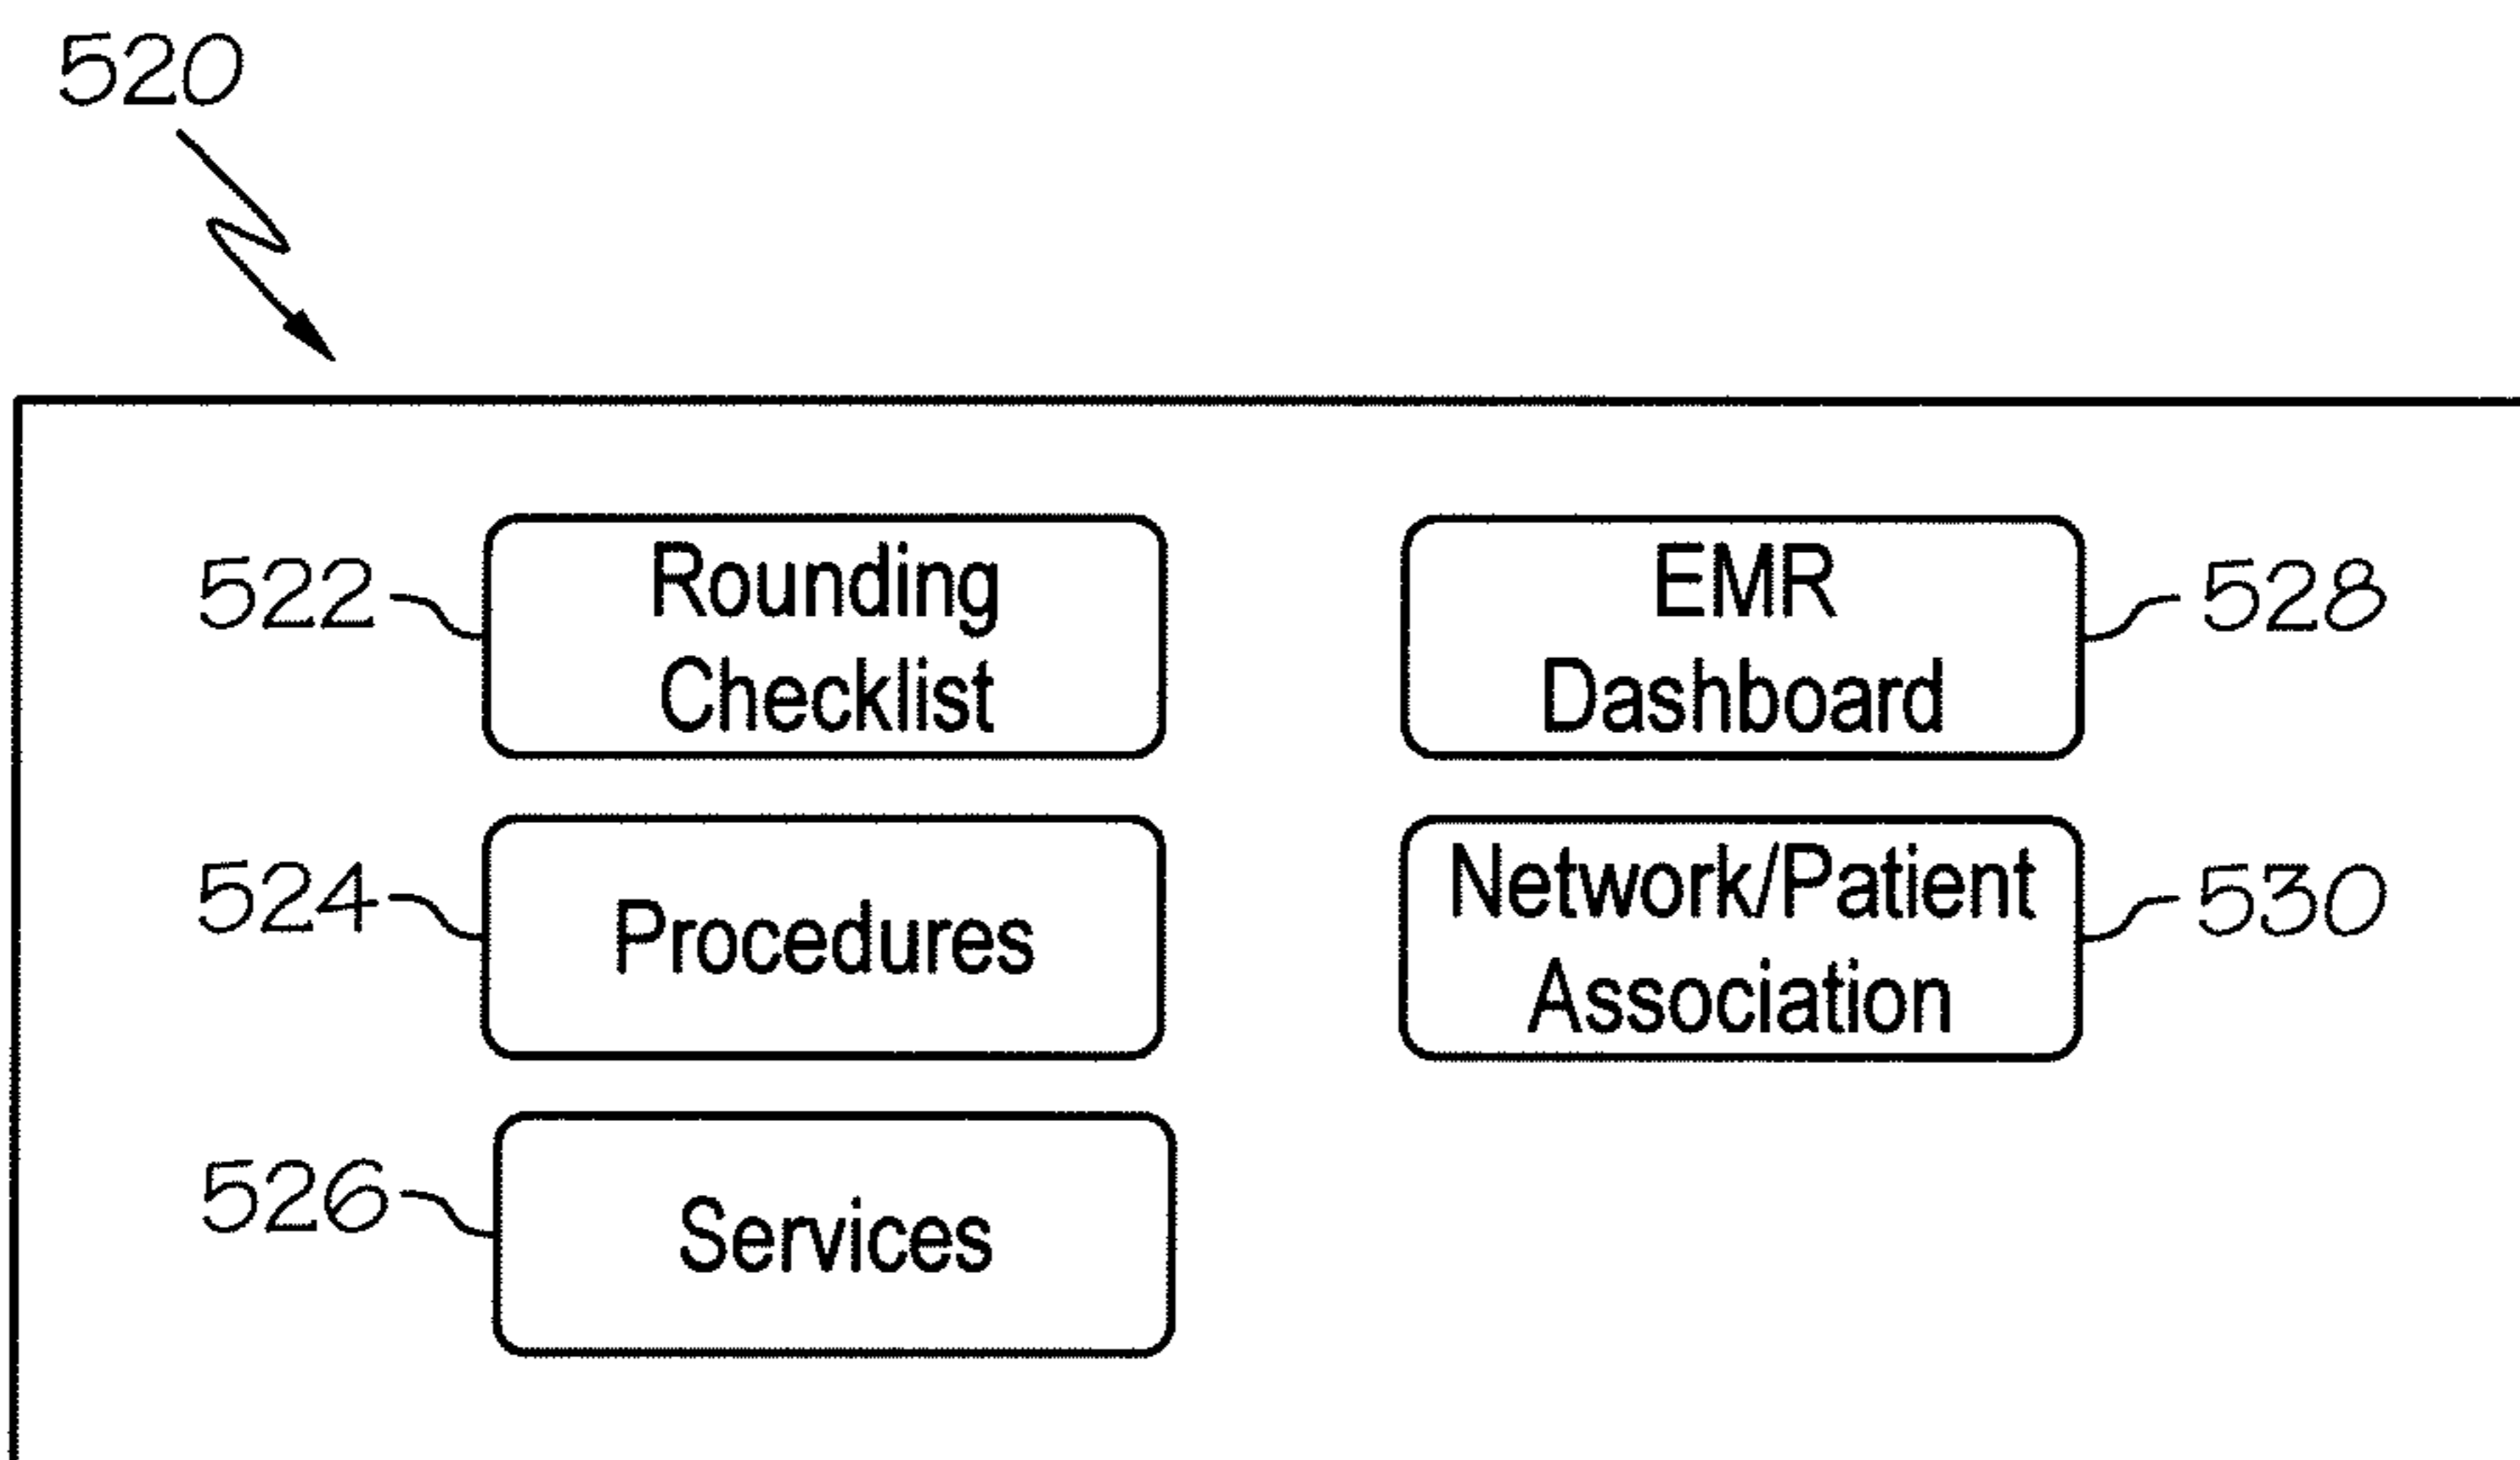 520
522
Rounding
Checklist
EMR
Dashboard
528
524
Procedures
Network/Patient
Association
530
526
Services